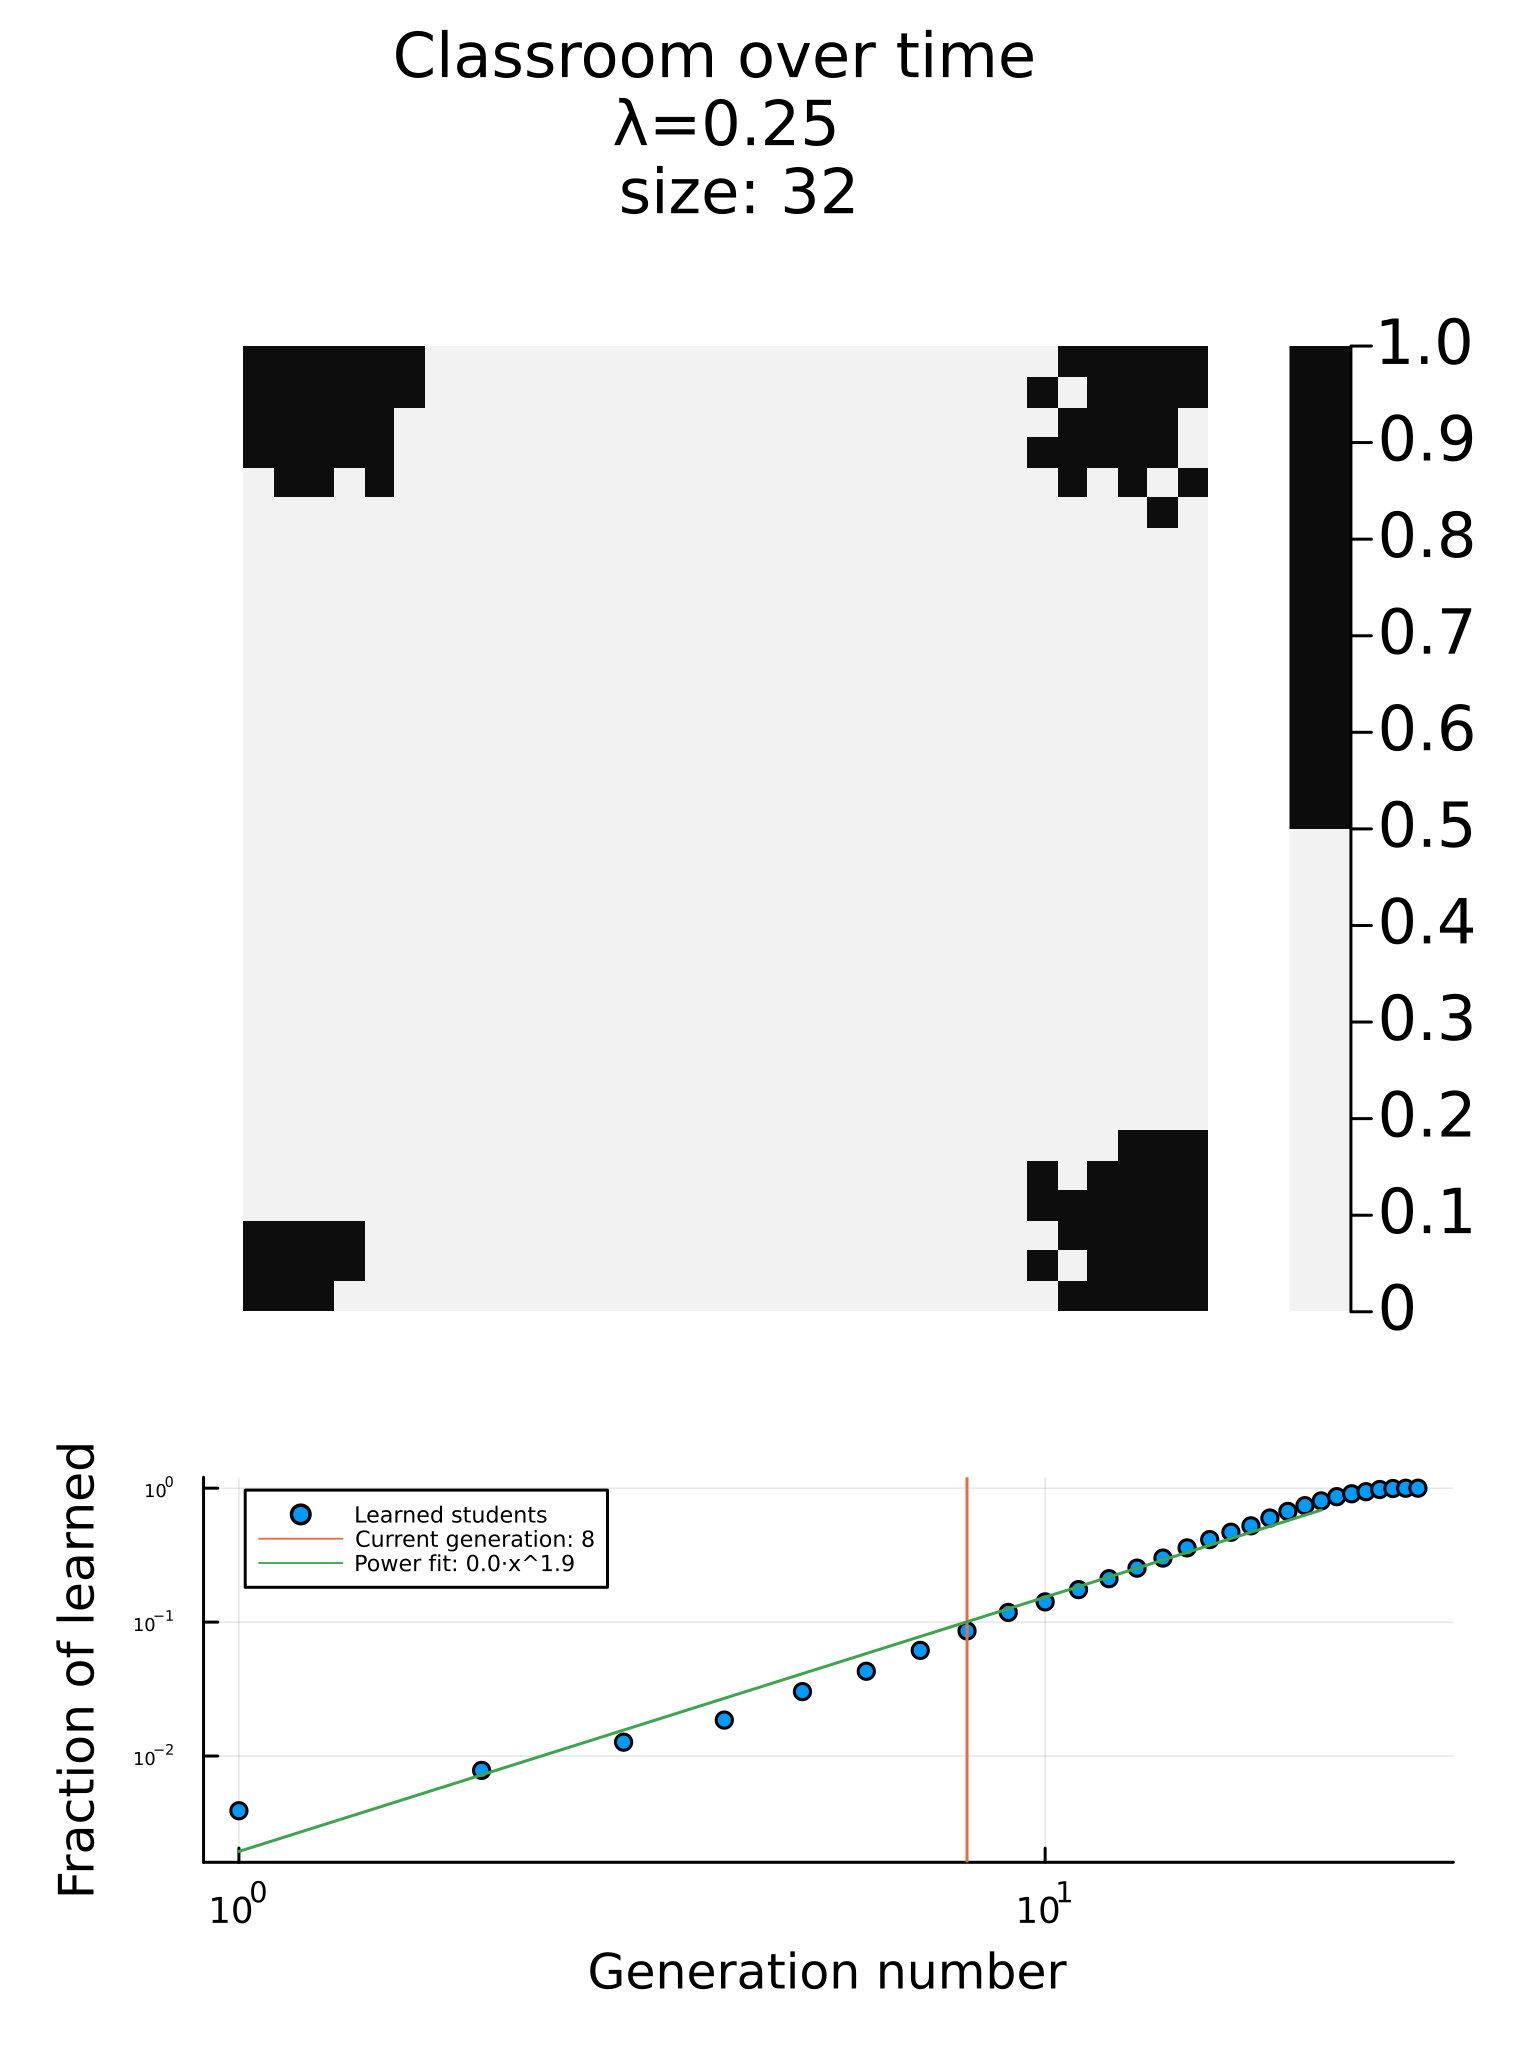 Classroom over time
λ=0.25
size: 32
1.0
0.9
0.8
0.7
0.6
0.5
0.4
0.3
0.2
0.1
0
Fraction of learned
10^0
10^-1
10^-2
Learned students
Current generation: 8
Power fit: 0.0·x^1.9
10^0
10^1
Generation number